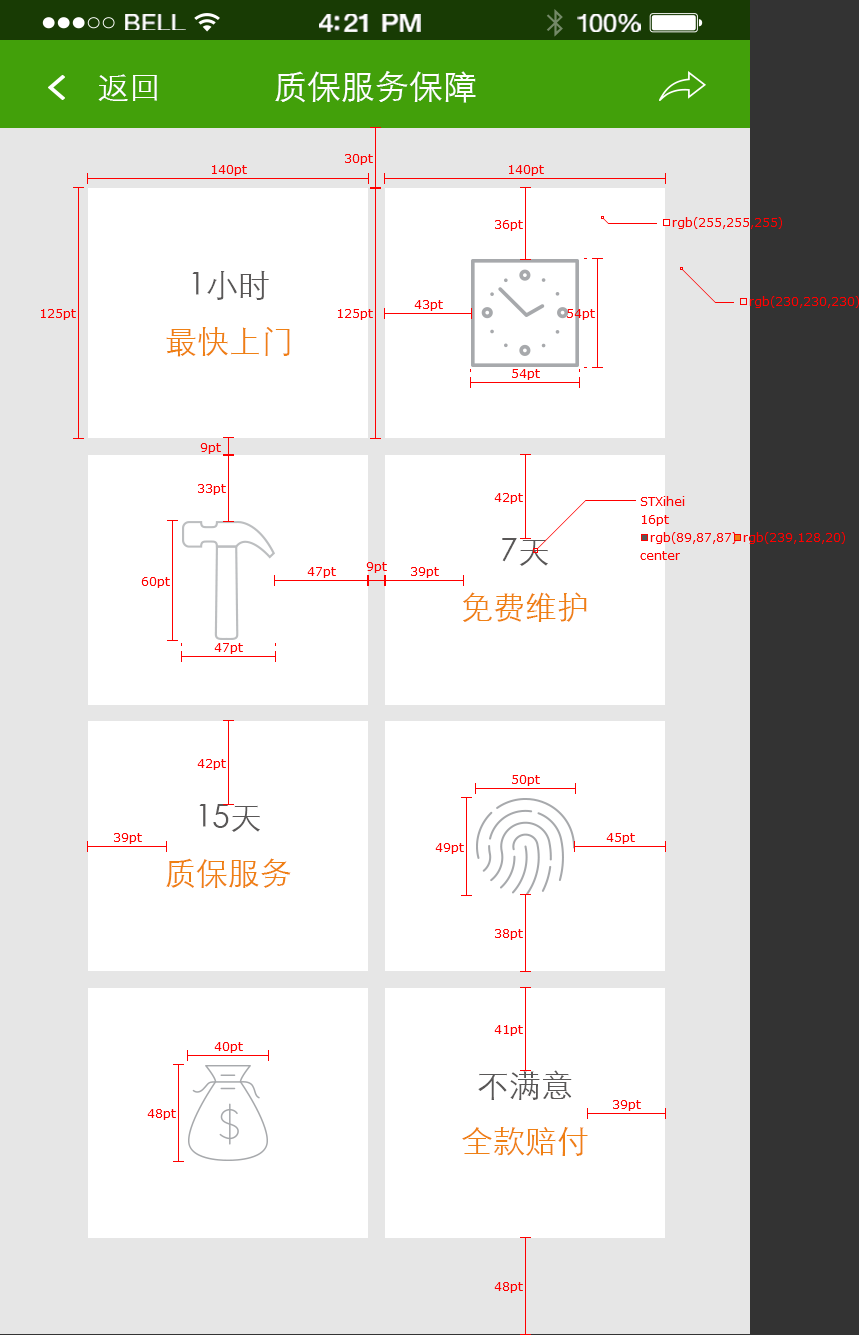 BELL 4:21 PM 100%
返回 质保服务保障
30pt
140pt 140pt
36pt rgb(255,255,255)
1小时
rgb(230,230,230)
125pt 125pt 43pt 54pt
最快上门
54pt
9pt
33pt 42pt STXihei
16pt
7天 rgb(89,87,87) rgb(239,128,20)
center
60pt 47pt 9pt 39pt
免费维护
47pt
42pt 50pt
15天
39pt 49pt 45pt
质保服务
38pt
41pt
40pt
不满意
48pt 39pt
$
全款赔付
48pt